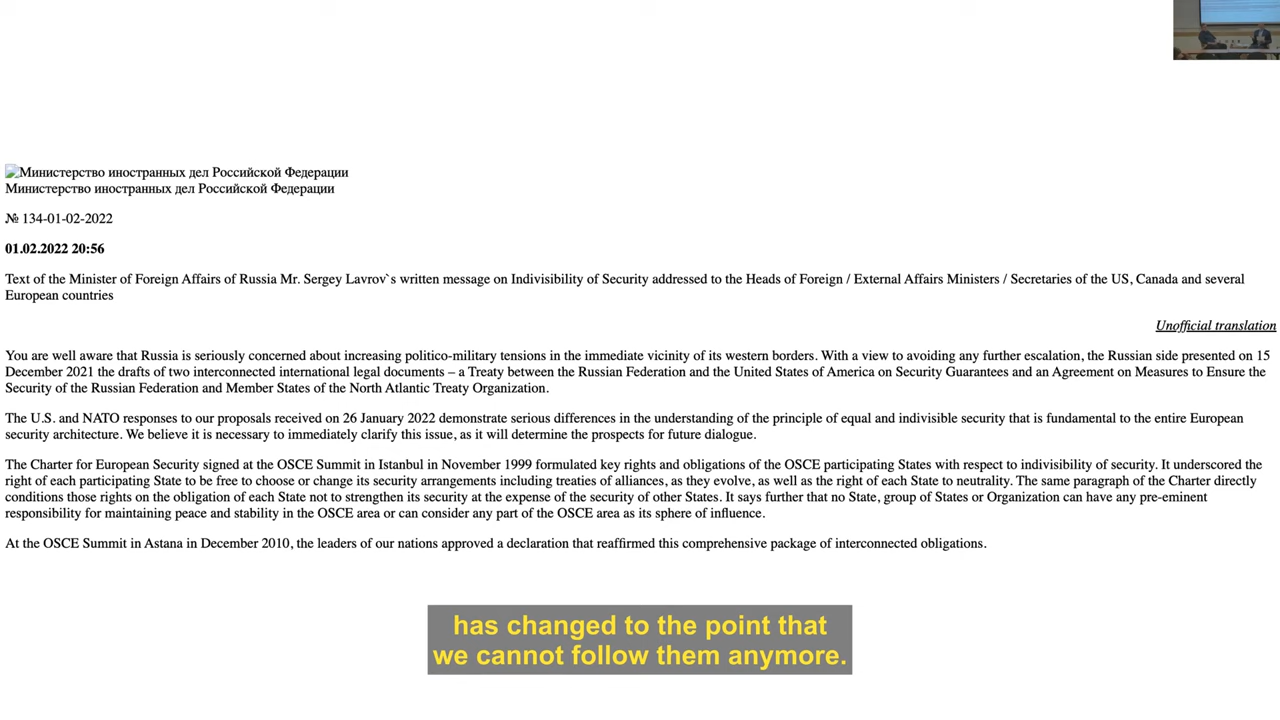 Министерство иностранных дел Российской Федерации
Министерство иностранных дел Российской Федерации
№ 134-01-02-2022
01.02.2022 20:56
Text of the Minister of Foreign Affairs of Russia Mr. Sergey Lavrov`s written message on Indivisibility of Security addressed to the Heads of Foreign / External Affairs Ministers / Secretaries of the US, Canada and several
European countries
Unofficial translation
You are well aware that Russia is seriously concerned about increasing politico-military tensions in the immediate vicinity of its western borders. With a view to avoiding any further escalation, the Russian side presented on 15
December 2021 the drafts of two interconnected international legal documents – a Treaty between the Russian Federation and the United States of America on Security Guarantees and an Agreement on Measures to Ensure the
Security of the Russian Federation and Member States of the North Atlantic Treaty Organization.
The U.S. and NATO responses to our proposals received on 26 January 2022 demonstrate serious differences in the understanding of the principle of equal and indivisible security that is fundamental to the entire European
security architecture. We believe it is necessary to immediately clarify this issue, as it will determine the prospects for future dialogue.
The Charter for European Security signed at the OSCE Summit in Istanbul in November 1999 formulated key rights and obligations of the OSCE participating States with respect to indivisibility of security. It underscored the
right of each participating State to be free to choose or change its security arrangements including treaties of alliances, as they evolve, as well as the right of each State to neutrality. The same paragraph of the Charter directly
conditions those rights on the obligation of each State not to strengthen its security at the expense of the security of other States. It says further that no State, group of States or Organization can have any pre-eminent
responsibility for maintaining peace and stability in the OSCE area or can consider any part of the OSCE area as its sphere of influence.
At the OSCE Summit in Astana in December 2010, the leaders of our nations approved a declaration that reaffirmed this comprehensive package of interconnected obligations.
has changed to the point that
we cannot follow them anymore.